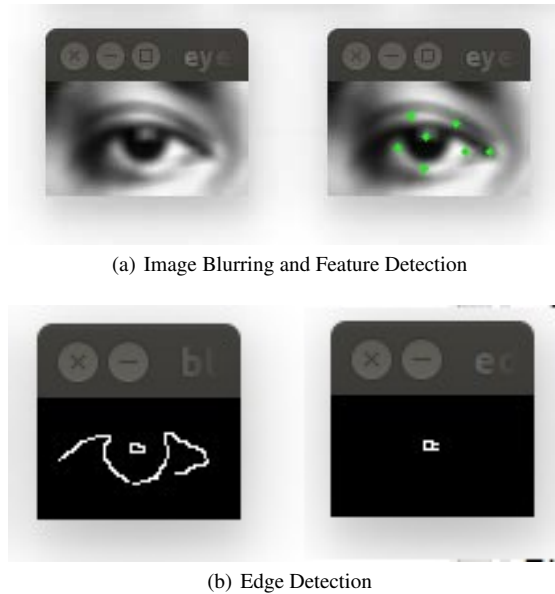 eye
eye
(a) Image Blurring and Feature Detection
bl
ed
(b) Edge Detection